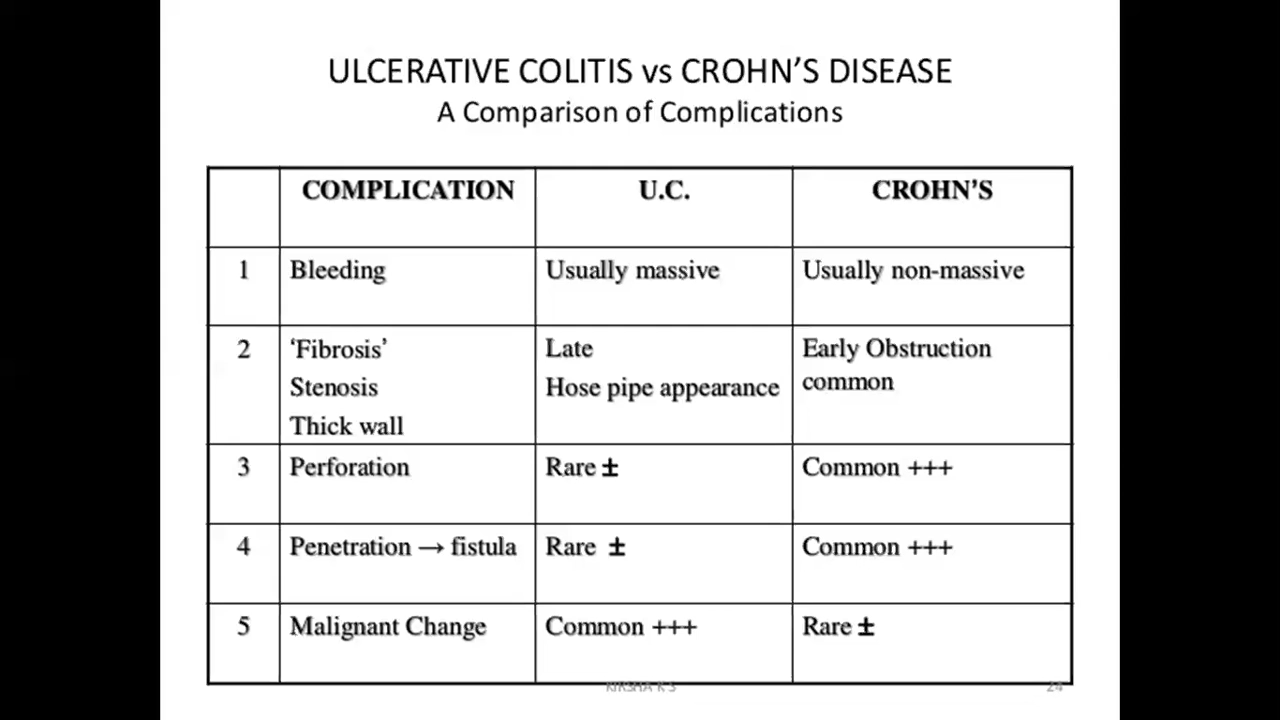 ULCERATIVE COLITIS vs CROHN'S DISEASE
A Comparison of Complications
COMPLICATION U.C. CROHN'S
1 Bleeding Usually massive Usually non-massive
2 ‘Fibrosis’ Late Early Obstruction
Stenosis Hose pipe appearance common
Thick wall
3 Perforation Rare ± Common +++
4 Penetration → fistula Rare ± Common +++
5 Malignant Change Common +++ Rare ±
24